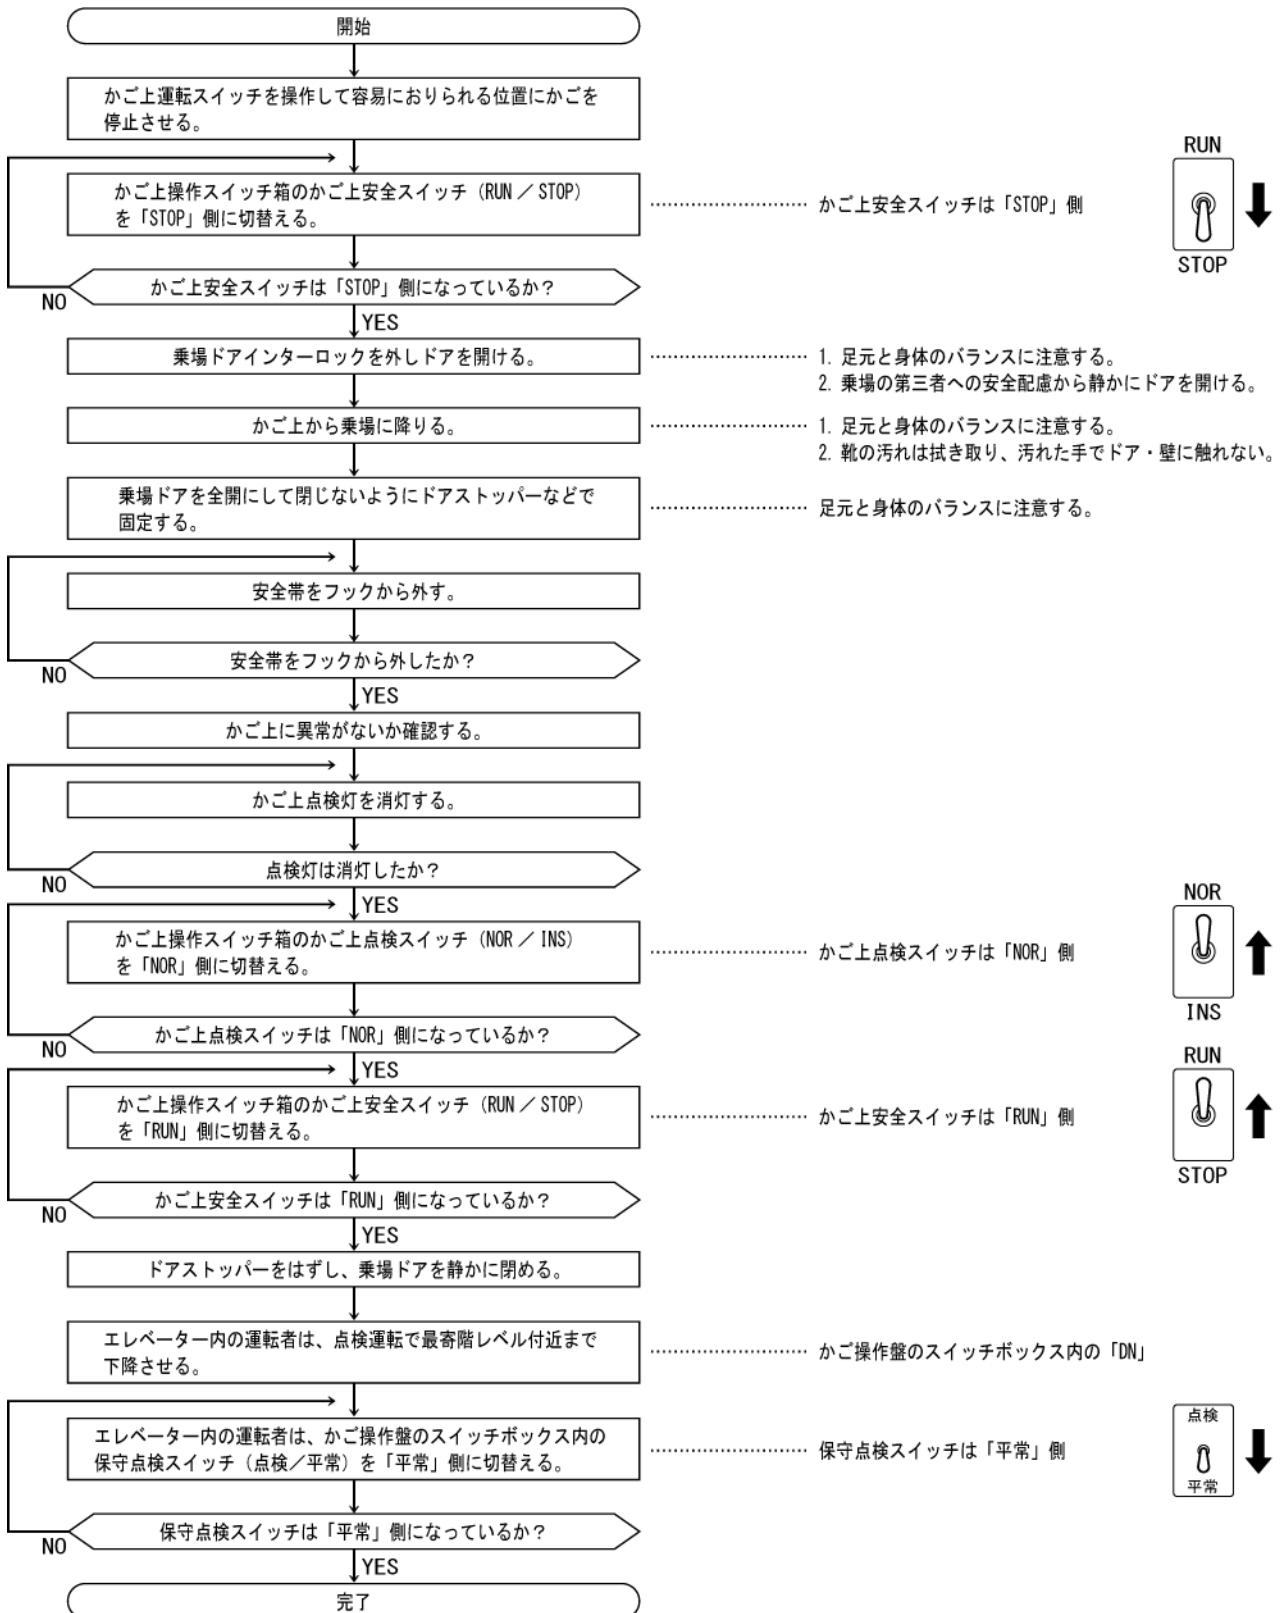 開始
かご上運転スイッチを操作して容易におりられる位置にかごを
停止させる。
かご上操作スイッチ箱のかご上安全スイッチ（RUN ／ STOP）
を「STOP」側に切替える。
かご上安全スイッチは「STOP」側
RUN
STOP
かご上安全スイッチは「STOP」側になっているか？
NO
YES
乗場ドアインターロックを外しドアを開ける。
1. 足元と身体のバランスに注意する。
2. 乗場の第三者への安全配慮から静かにドアを開ける。
かご上から乗場に降りる。
1. 足元と身体のバランスに注意する。
2. 靴の汚れは拭き取り、汚れた手でドア・壁に触れない。
乗場ドアを全開にして閉じないようにドアストッパーなどで
固定する。
足元と身体のバランスに注意する。
安全帯をフックから外す。
安全帯をフックから外したか？
NO
YES
かご上に異常がないか確認する。
かご上点検灯を消灯する。
点検灯は消灯したか？
NO
YES
かご上操作スイッチ箱のかご上点検スイッチ（NOR ／ INS）
を「NOR」側に切替える。
かご上点検スイッチは「NOR」側
NOR
INS
かご上点検スイッチは「NOR」側になっているか？
NO
YES
かご上操作スイッチ箱のかご上安全スイッチ（RUN ／ STOP）
を「RUN」側に切替える。
かご上安全スイッチは「RUN」側
RUN
STOP
かご上安全スイッチは「RUN」側になっているか？
NO
YES
ドアストッパーをはずし、乗場ドアを静かに閉める。
エレベーター内の運転者は、点検運転で最寄階レベル付近まで
下降させる。
かご操作盤のスイッチボックス内の「DN」
エレベーター内の運転者は、かご操作盤のスイッチボックス内の
保守点検スイッチ（点検／平常）を「平常」側に切替える。
保守点検スイッチは「平常」側
点検
平常
保守点検スイッチは「平常」側になっているか？
NO
YES
完了